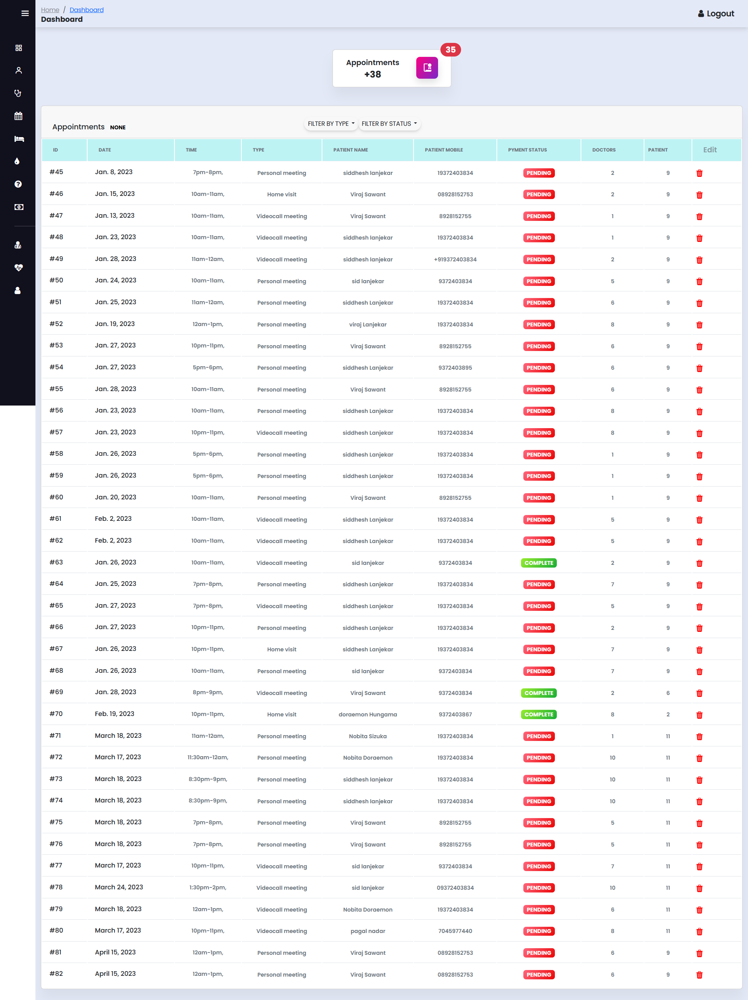 Home / Dashboard
Dashboard
Logout
35
Appointments
+38
Appointments NONE
FILTER BY TYPE FILTER BY STATUS
ID DATE TIME TYPE PATIENT NAME PATIENT MOBILE PYMENT STATUS DOCTORS PATIENT Edit
#45 Jan. 8, 2023 7pm-8pm, Personal meeting siddhesh lanjekar 19372403834 PENDING 2 9
#46 Jan. 15, 2023 10am-11am, Home visit Viraj Sawant 08928152753 PENDING 2 9
#47 Jan. 13, 2023 10am-11am, Videocall meeting Viraj Sawant 8928152755 PENDING 1 9
#48 Jan. 23, 2023 10am-11am, Videocall meeting siddhesh lanjekar 19372403834 PENDING 1 9
#49 Jan. 28, 2023 11am-12am, Videocall meeting siddhesh lanjekar +919372403834 PENDING 2 9
#50 Jan. 24, 2023 10am-11am, Personal meeting sid lanjekar 9372403834 PENDING 5 9
#51 Jan. 25, 2023 11am-12am, Personal meeting siddhesh Lanjekar 19372403834 PENDING 6 9
#52 Jan. 19, 2023 12am-1pm, Personal meeting viraj Lanjekar 19372403834 PENDING 8 9
#53 Jan. 27, 2023 10pm-11pm, Personal meeting Viraj Sawant 8928152755 PENDING 6 9
#54 Jan. 27, 2023 5pm-6pm, Personal meeting siddhesh Lanjekar 9372403895 PENDING 6 9
#55 Jan. 28, 2023 10am-11am, Personal meeting Viraj Sawant 8928152755 PENDING 6 9
#56 Jan. 23, 2023 10am-11am, Personal meeting siddhesh Lanjekar 19372403834 PENDING 8 9
#57 Jan. 23, 2023 10pm-11pm, Videocall meeting siddhesh Lanjekar 19372403834 PENDING 8 9
#58 Jan. 26, 2023 5pm-6pm, Personal meeting siddhesh Lanjekar 19372403834 PENDING 1 9
#59 Jan. 26, 2023 5pm-6pm, Personal meeting siddhesh Lanjekar 19372403834 PENDING 1 9
#60 Jan. 20, 2023 10am-11am, Personal meeting Viraj Sawant 8928152755 PENDING 1 9
#61 Feb. 2, 2023 10am-11am, Videocall meeting siddhesh Lanjekar 19372403834 PENDING 5 9
#62 Feb. 2, 2023 10am-11am, Videocall meeting siddhesh Lanjekar 19372403834 PENDING 5 9
#63 Jan. 26, 2023 10am-11am, Videocall meeting sid lanjekar 9372403834 COMPLETE 2 9
#64 Jan. 25, 2023 7pm-8pm, Personal meeting siddhesh Lanjekar 19372403834 PENDING 7 9
#65 Jan. 27, 2023 7pm-8pm, Videocall meeting siddhesh Lanjekar 19372403834 PENDING 5 9
#66 Jan. 27, 2023 10pm-11pm, Personal meeting siddhesh Lanjekar 19372403834 PENDING 2 9
#67 Jan. 26, 2023 10pm-11pm, Home visit siddhesh Lanjekar 19372403834 PENDING 7 9
#68 Jan. 26, 2023 10am-11am, Personal meeting sid lanjekar 9372403834 PENDING 7 9
#69 Jan. 28, 2023 8pm-9pm, Videocall meeting Viraj Sawant 9372403834 COMPLETE 2 6
#70 Feb. 19, 2023 10pm-11pm, Home visit doraemon Hungama 9372403867 COMPLETE 8 2
#71 March 18, 2023 11am-12am, Personal meeting Nobita Sizuka 19372403834 PENDING 1 11
#72 March 17, 2023 11:30am-12am, Personal meeting Nobita Doraemon 19372403834 PENDING 10 11
#73 March 18, 2023 8:30pm-9pm, Personal meeting siddhesh lanjekar 19372403834 PENDING 10 11
#74 March 18, 2023 8:30pm-9pm, Personal meeting siddhesh lanjekar 19372403834 PENDING 10 11
#75 March 18, 2023 7pm-8pm, Personal meeting Viraj Sawant 8928152755 PENDING 5 11
#76 March 18, 2023 7pm-8pm, Personal meeting Viraj Sawant 8928152755 PENDING 5 11
#77 March 17, 2023 10pm-11pm, Videocall meeting sid lanjekar 9372403834 PENDING 7 11
#78 March 24, 2023 1:30pm-2pm, Videocall meeting sid lanjekar 09372403834 PENDING 10 11
#79 March 18, 2023 12am-1pm, Videocall meeting Nobita Doraemon 19372403834 PENDING 6 11
#80 March 17, 2023 10pm-11pm, Videocall meeting pagal nadar 7045977440 PENDING 8 11
#81 April 15, 2023 12am-1pm, Personal meeting Viraj Sawant 08928152753 PENDING 6 9
#82 April 15, 2023 12am-1pm, Personal meeting Viraj Sawant 08928152753 PENDING 6 9